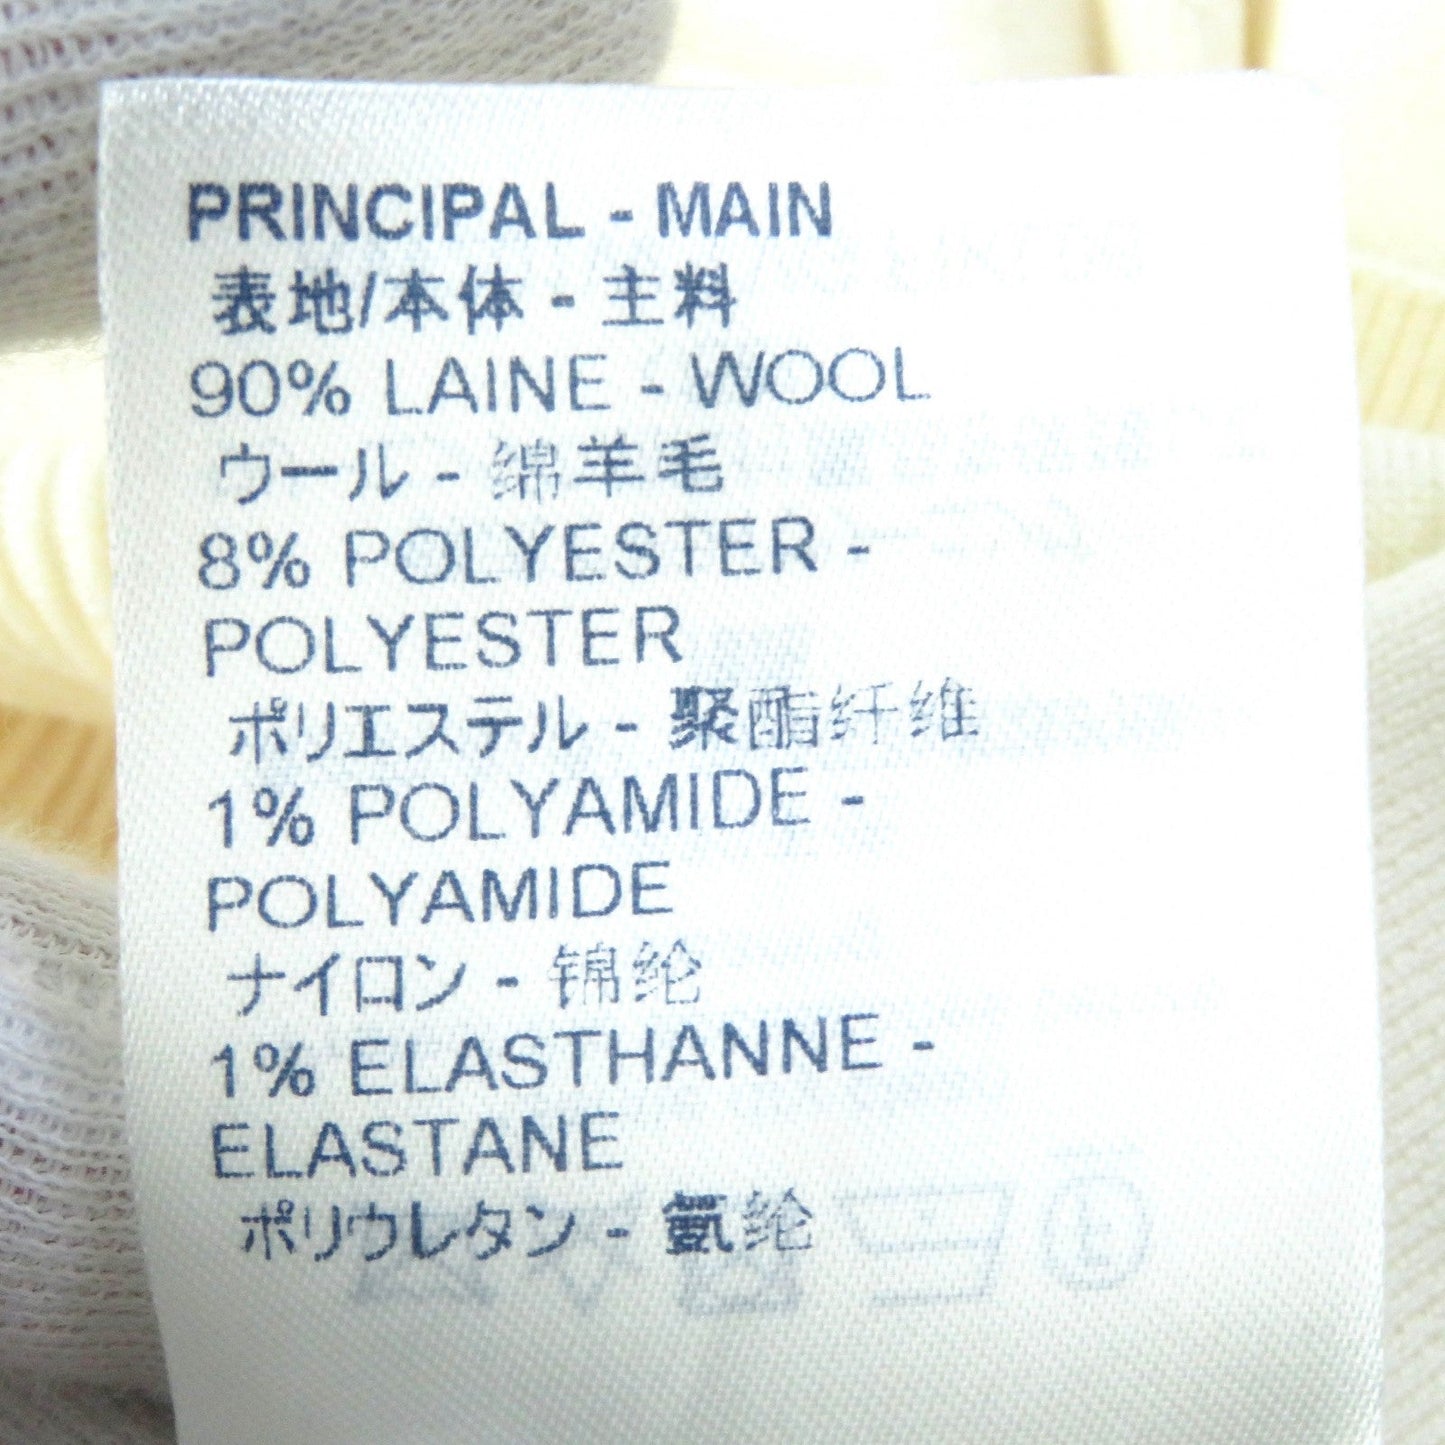 PRINCIPAL - MAIN
表地/本体 - 主料
90% LAINE - WOOL
ウール - 绵羊毛
8% POLYESTER -
POLYESTER
ポリエステル - 聚酯纤维
1% POLYAMIDE -
POLYAMIDE
ナイロン - 锦纶
1% ELASTHANNE -
ELASTANE
ポリウレタン - 氨纶